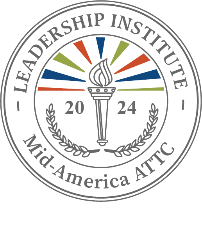 LEADERSHIP INSTITUTE
20 24
Mid-America ATTC